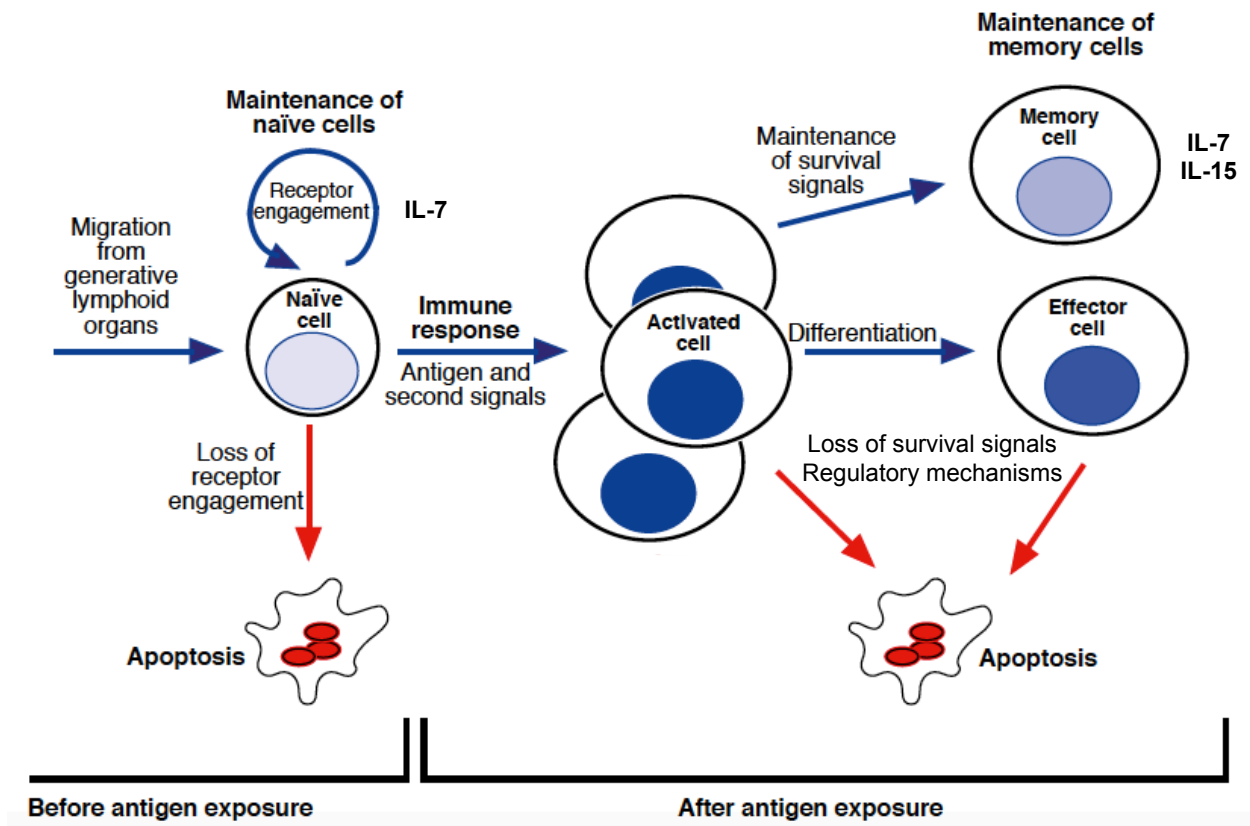 Maintenance of
memory cells
Maintenance of
naïve cells
Memory
cell
IL-7
IL-15
Maintenance
of survival
signals
Receptor
engagement
IL-7
Migration
from
generative
lymphoid
organs
Naïve
cell
Immune
response
Antigen and
second signals
Activated
cell
Differentiation
Effector
cell
Loss of
receptor
engagement
Loss of survival signals
Regulatory mechanisms
Apoptosis
Apoptosis
Before antigen exposure
After antigen exposure